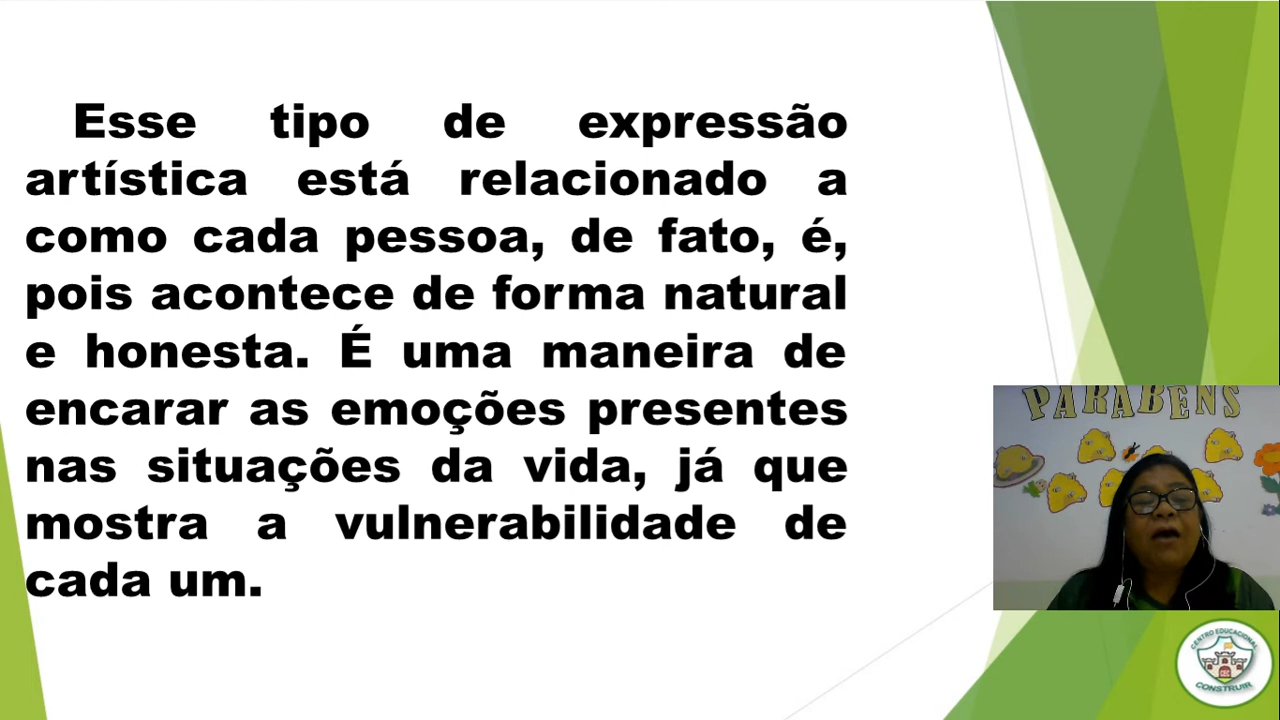 Esse tipo de expressão
artística está relacionado a
como cada pessoa, de fato, é,
pois acontece de forma natural
e honesta. É uma maneira de
encarar as emoções presentes
nas situações da vida, já que
mostra a vulnerabilidade de
cada um.
PARABENS
CENTRO EDUCACIONAL
CONSTRUIR